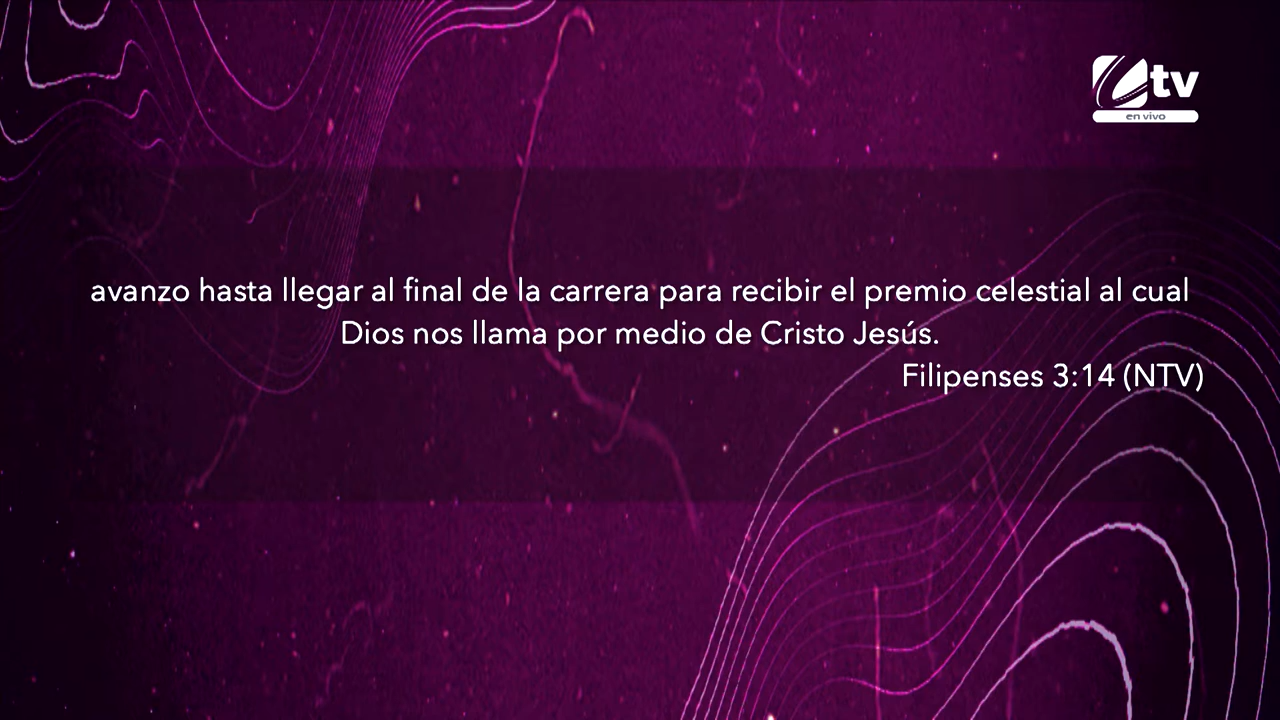 tv
en vivo
avanzo hasta llegar al final de la carrera para recibir el premio celestial al cual
Dios nos llama por medio de Cristo Jesús.
Filipenses 3:14 (NTV)